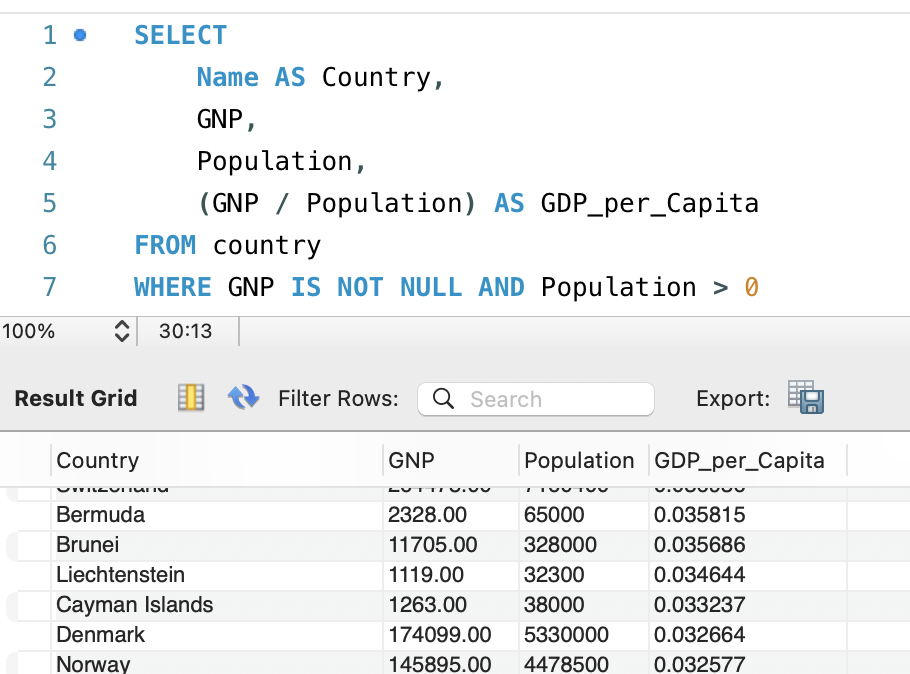 1 SELECT
2 Name AS Country,
3 GNP,
4 Population,
5 (GNP / Population) AS GDP_per_Capita
6 FROM country
7 WHERE GNP IS NOT NULL AND Population > 0
100% 30:13
Result Grid Filter Rows: Search Export:
Country GNP Population GDP_per_Capita
Switzerland
Bermuda 2328.00 65000 0.035815
Brunei 11705.00 328000 0.035686
Liechtenstein 1119.00 32300 0.034644
Cayman Islands 1263.00 38000 0.033237
Denmark 174099.00 5330000 0.032664
Norway 145895.00 4478500 0.032577